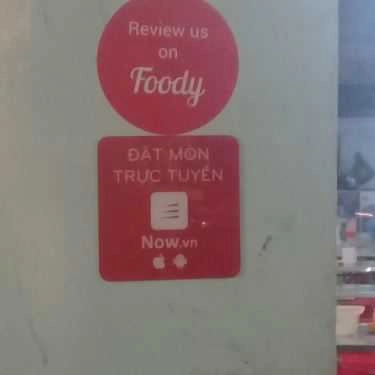 Review us
on
Foody
ĐẶT MÓN
TRỰC TUYẾN
Now.vn